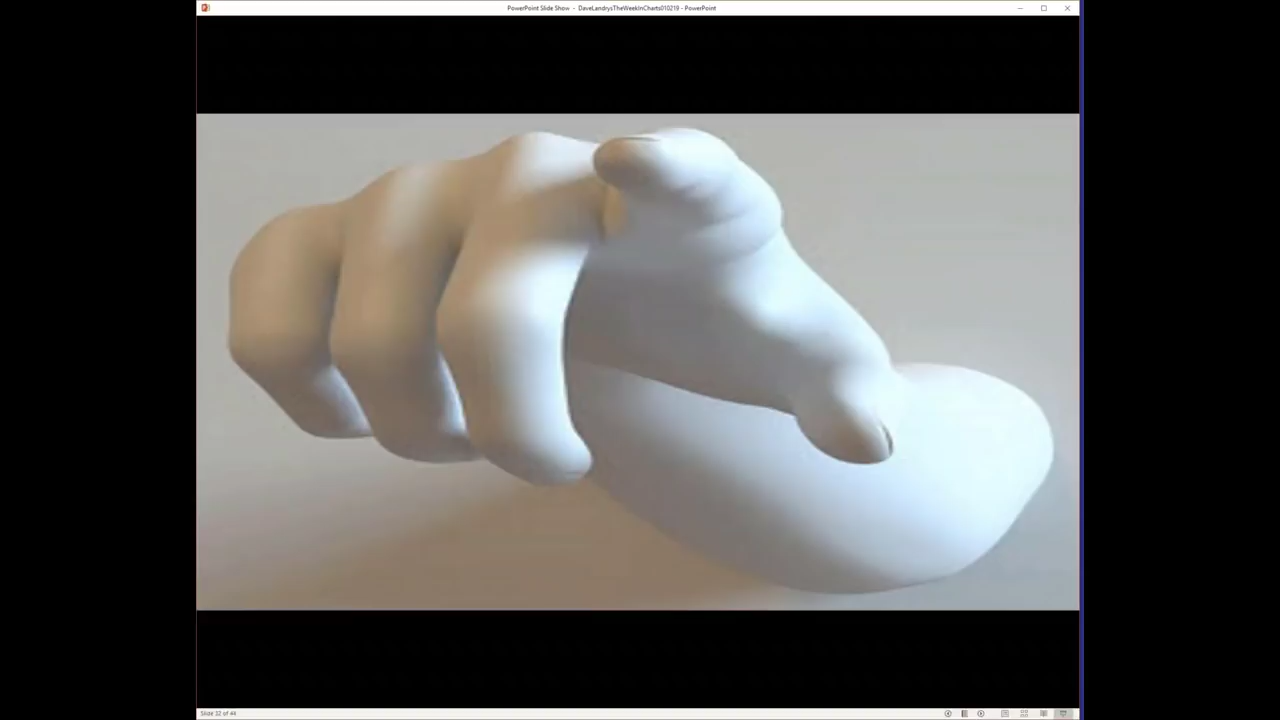 PowerPoint Slide Show - DaveLandrysTheWeekInCharts010219 - PowerPoint
Slide 32 of 44